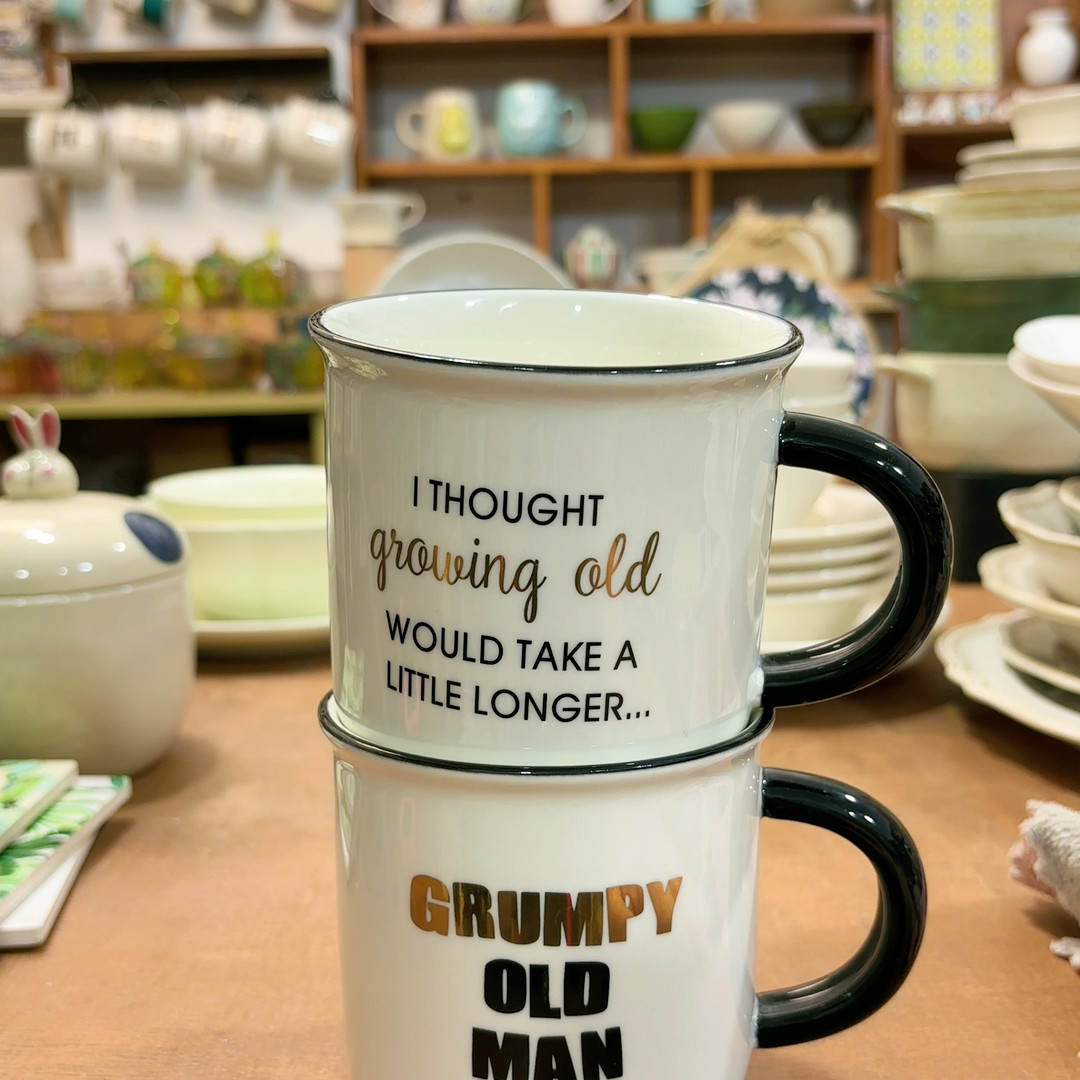 I THOUGHT
growing old
WOULD TAKE A
LITTLE LONGER...
GRUMPY
OLD
MAN